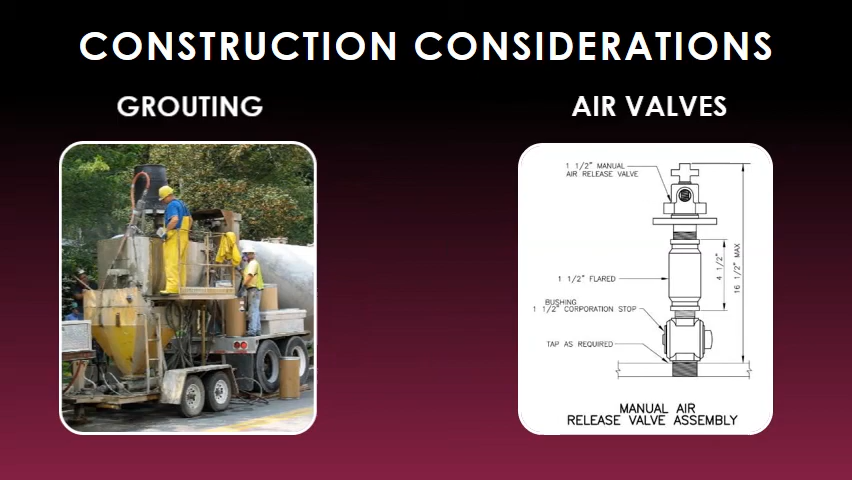 CONSTRUCTION CONSIDERATIONS
GROUTING
AIR VALVES
1 1/2" MANUAL
AIR RELEASE VALVE
1 1/2" FLARED
BUSHING
1 1/2" CORPORATION STOP
TAP AS REQUIRED
4 1/2"
16 1/2" MAX
MANUAL AIR
RELEASE VALVE ASSEMBLY